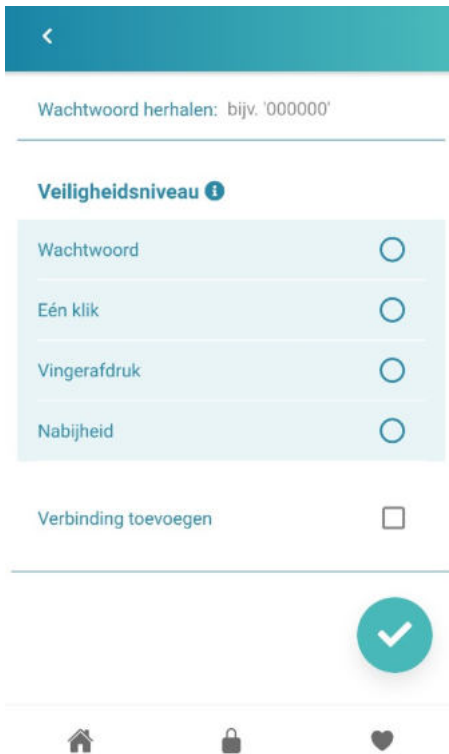 Wachtwoord herhalen: bijv. '000000'
Veiligheidsniveau
Wachtwoord
Eén klik
Vingerafdruk
Nabijheid
Verbinding toevoegen